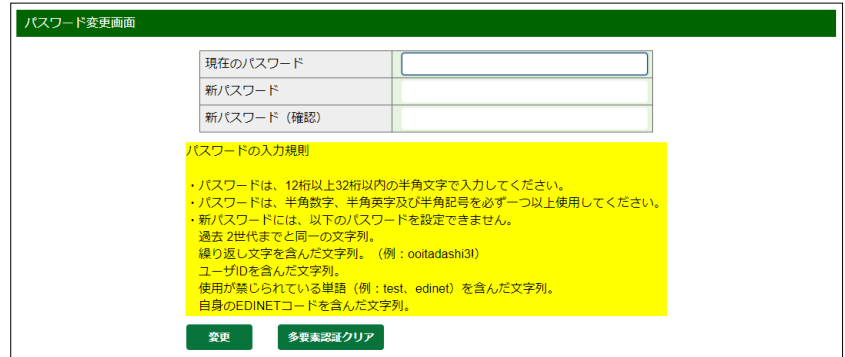 パスワード変更画面
現在のパスワード
新パスワード
新パスワード（確認）
パスワードの入力規則
・パスワードは、12桁以上32桁以内の半角文字で入力してください。
・パスワードは、半角数字、半角英字及び半角記号を必ず一つ以上使用してください。
・新パスワードには、以下のパスワードを設定できません。
過去 2世代までと同一の文字列。
繰り返し文字を含んだ文字列。（例：ooitadashi3!）
ユーザIDを含んだ文字列。
使用が禁じられている単語（例：test、edinet）を含んだ文字列。
自身のEDINETコードを含んだ文字列。
変更 多要素認証クリア